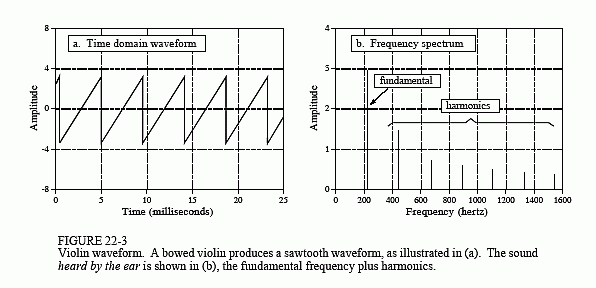 a. Time domain waveform
8
4
0
-4
-8
Amplitude
0 5 10 15 20 25
Time (milliseconds)
b. Frequency spectrum
fundamental
harmonics
4
3
2
1
0
Amplitude
0 200 400 600 800 1000 1200 1400 1600
Frequency (hertz)
FIGURE 22-3
Violin waveform. A bowed violin produces a sawtooth waveform, as illustrated in (a). The sound
heard by the ear is shown in (b), the fundamental frequency plus harmonics.